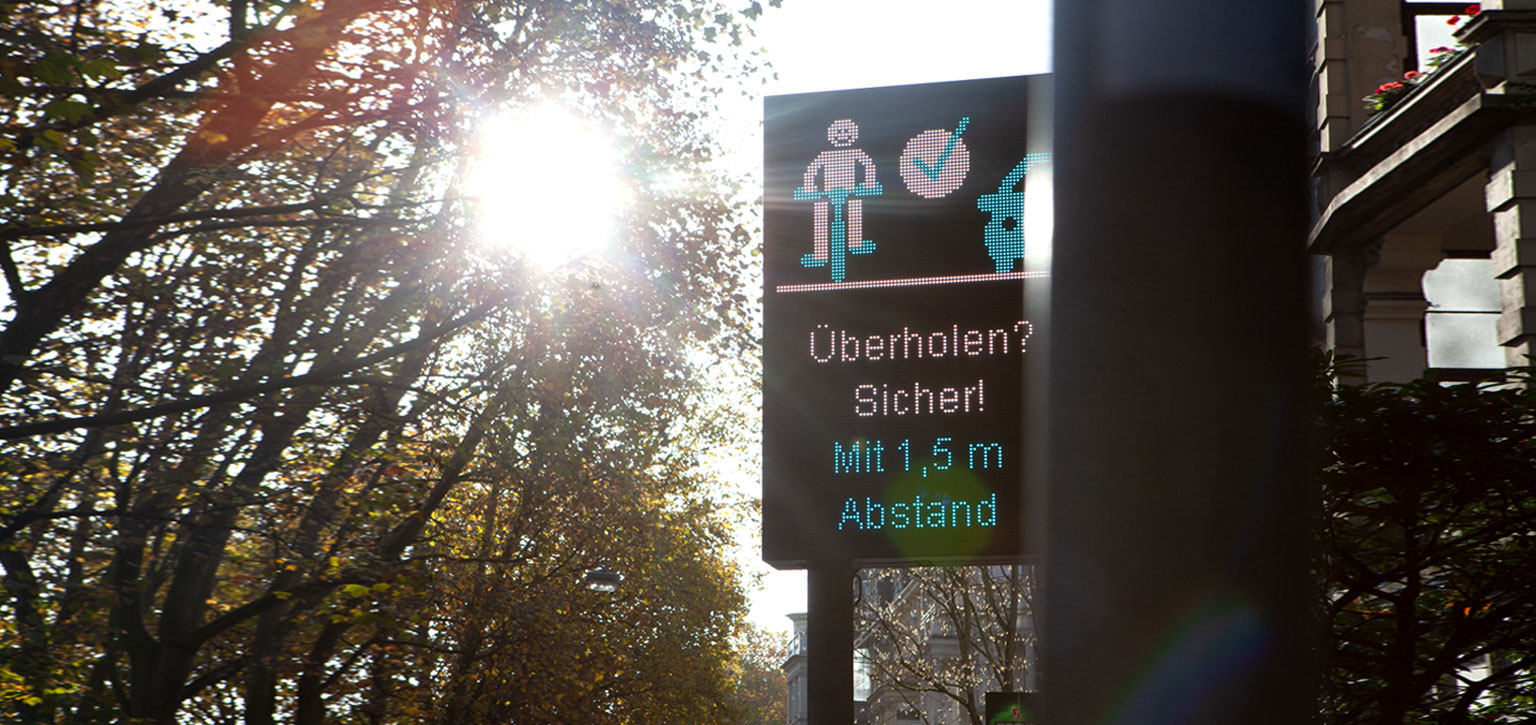 Überholen?
Sicher!
Mit 1,5 m
Abstand